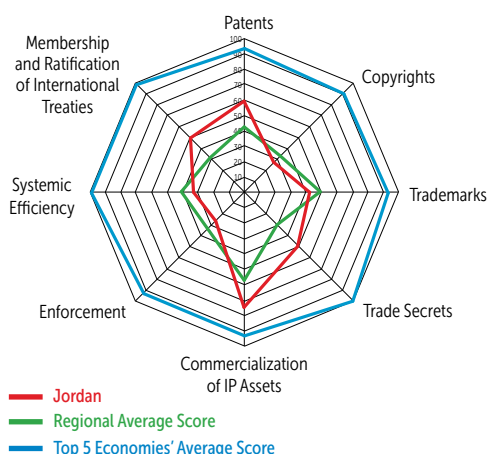 Patents
Membership
and Ratification
of International
Treaties
Copyrights
100
90
80
70
60
50
40
30
20
10
Systemic
Efficiency
Trademarks
Enforcement
Trade Secrets
Commercialization
of IP Assets
Jordan
Regional Average Score
Top 5 Economies' Average Score